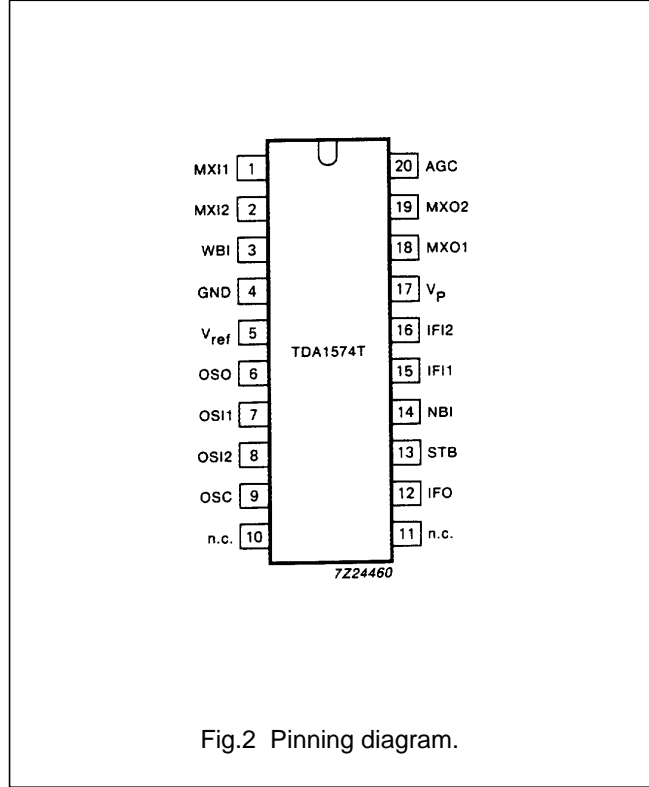 MXI1 1
MXI2 2
WBI 3
GND 4
Vref 5
OSO 6
OSI1 7
OSI2 8
OSC 9
n.c. 10
TDA1574T
20 AGC
19 MXO2
18 MXO1
17 VP
16 IFI2
15 IFI1
14 NBI
13 STB
12 IFO
11 n.c.
7Z24460
Fig.2 Pinning diagram.